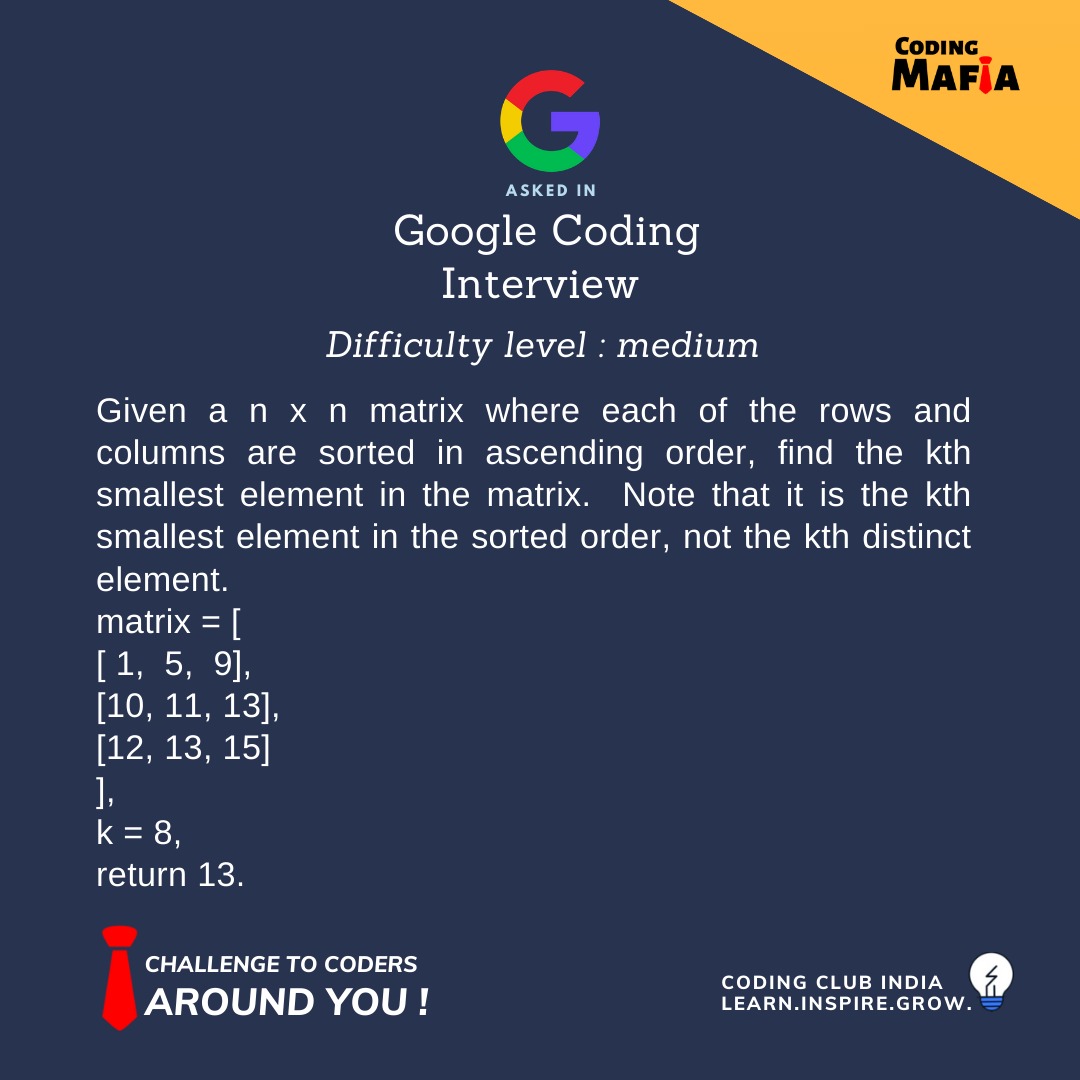 CODING
MAFIA
ASKED IN
Google Coding
Interview
Difficulty level : medium
Given a n x n matrix where each of the rows and
columns are sorted in ascending order, find the kth
smallest element in the matrix.  Note that it is the kth
smallest element in the sorted order, not the kth distinct
element.
matrix = [
[ 1,  5,  9],
[10, 11, 13],
[12, 13, 15]
],
k = 8,
return 13.
CHALLENGE TO CODERS
AROUND YOU !
CODING CLUB INDIA
LEARN.INSPIRE.GROW.